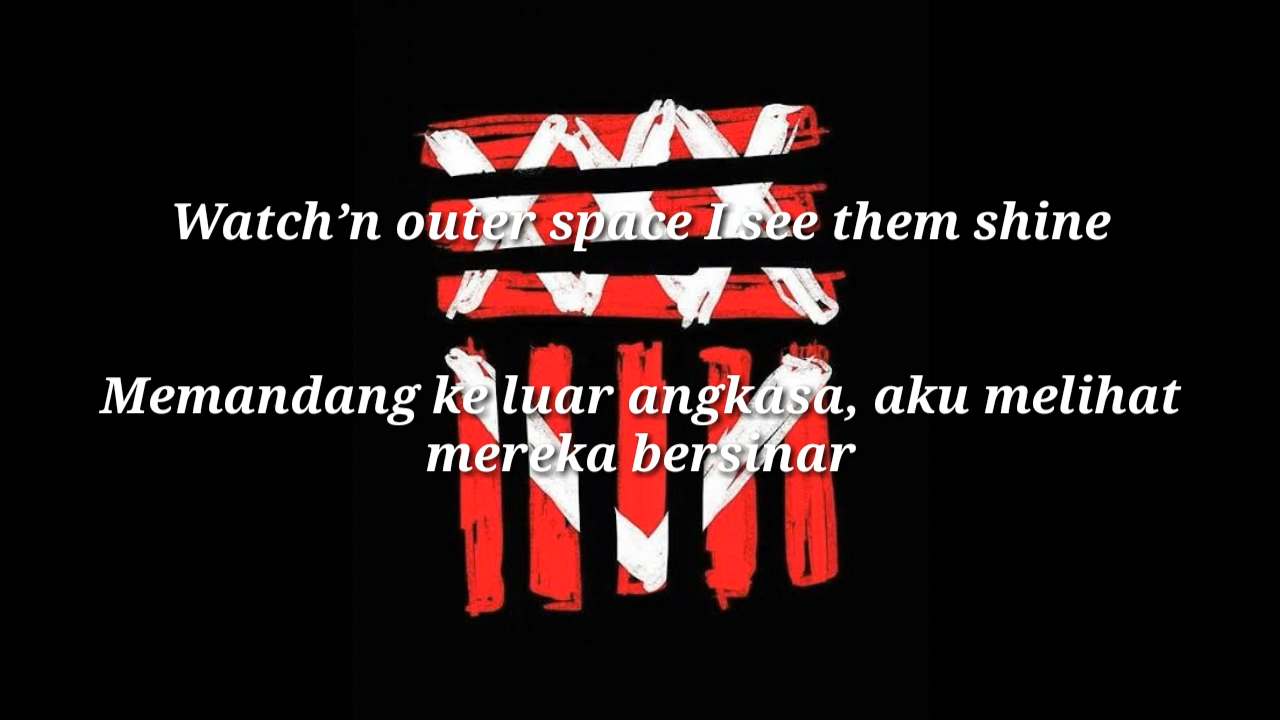 Watch’n outer space I see them shine
Memandang ke luar angkasa, aku melihat
mereka bersinar